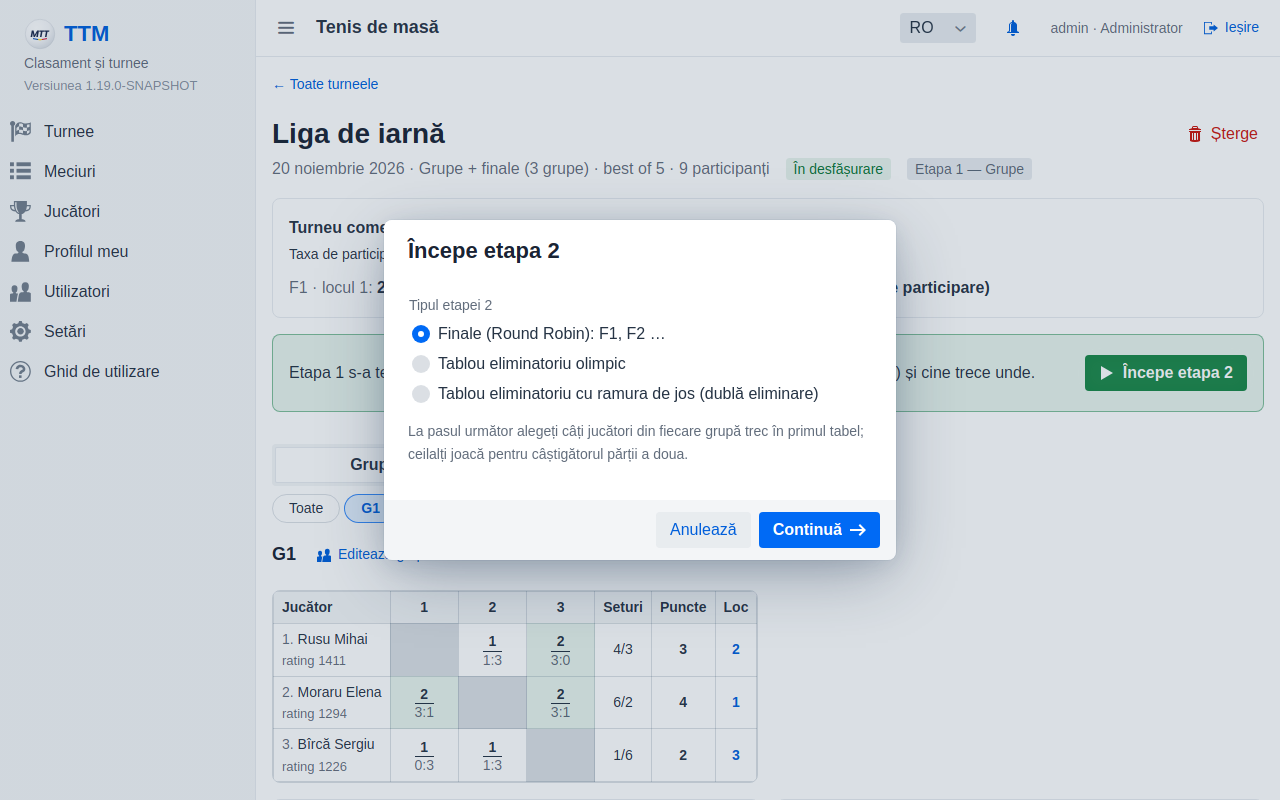 MTT TTM
Clasament și turnee
Versiunea 1.19.0-SNAPSHOT
Turnee
Meciuri
Jucători
Profilul meu
Utilizatori
Setări
Ghid de utilizare
Tenis de masă
RO
admin · Administrator
Ieșire
← Toate turneele
Liga de iarnă
Șterge
20 noiembrie 2026 · Grupe + finale (3 grupe) · best of 5 · 9 participanți
În desfășurare
Etapa 1 — Grupe
Turneu
Taxa de
F1 · locul 1:
participare)
Etapa 1
) și cine trece unde.
Începe etapa 2
Începe etapa 2
Tipul etapei 2
Finale (Round Robin): F1, F2 …
Tablou eliminatoriu olimpic
Tablou eliminatoriu cu ramura de jos (dublă eliminare)
La pasul următor alegeți câți jucători din fiecare grupă trec în primul tabel;
ceilalți joacă pentru câștigătorul părții a doua.
Anulează
Continuă
Toate
G1
G1
Jucător 1 2 3 Seturi Puncte Loc
1. Rusu Mihai
rating 1411
1
1:3
2
3:0
4/3 3 2
2. Moraru Elena
rating 1294
2
3:1
2
3:1
6/2 4 1
3. Bîrcă Sergiu
rating 1226
1
0:3
1
1:3
1/6 2 3